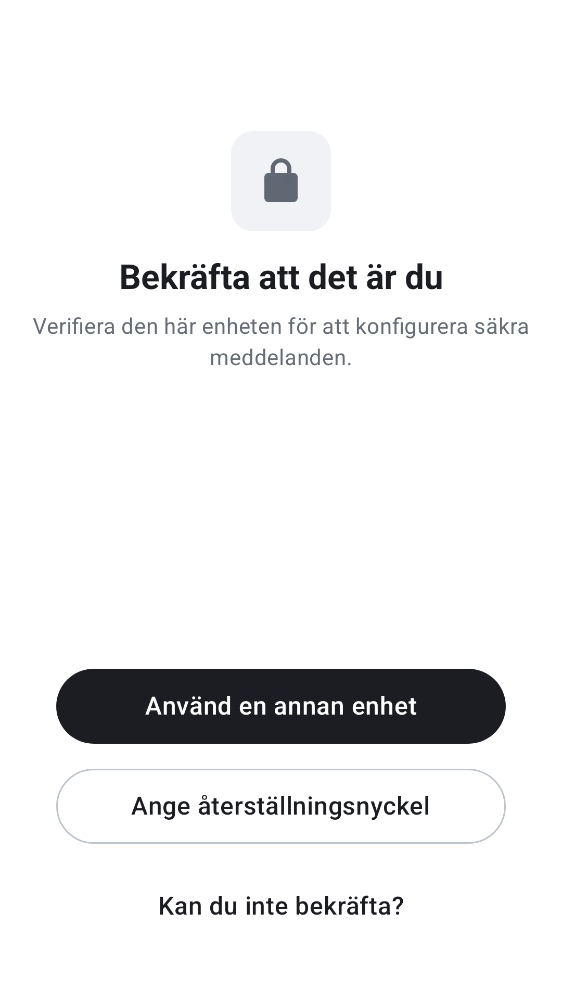 Bekräfta att det är du
Verifiera den här enheten för att konfigurera säkra
meddelanden.
Använd en annan enhet
Ange återställningsnyckel
Kan du inte bekräfta?